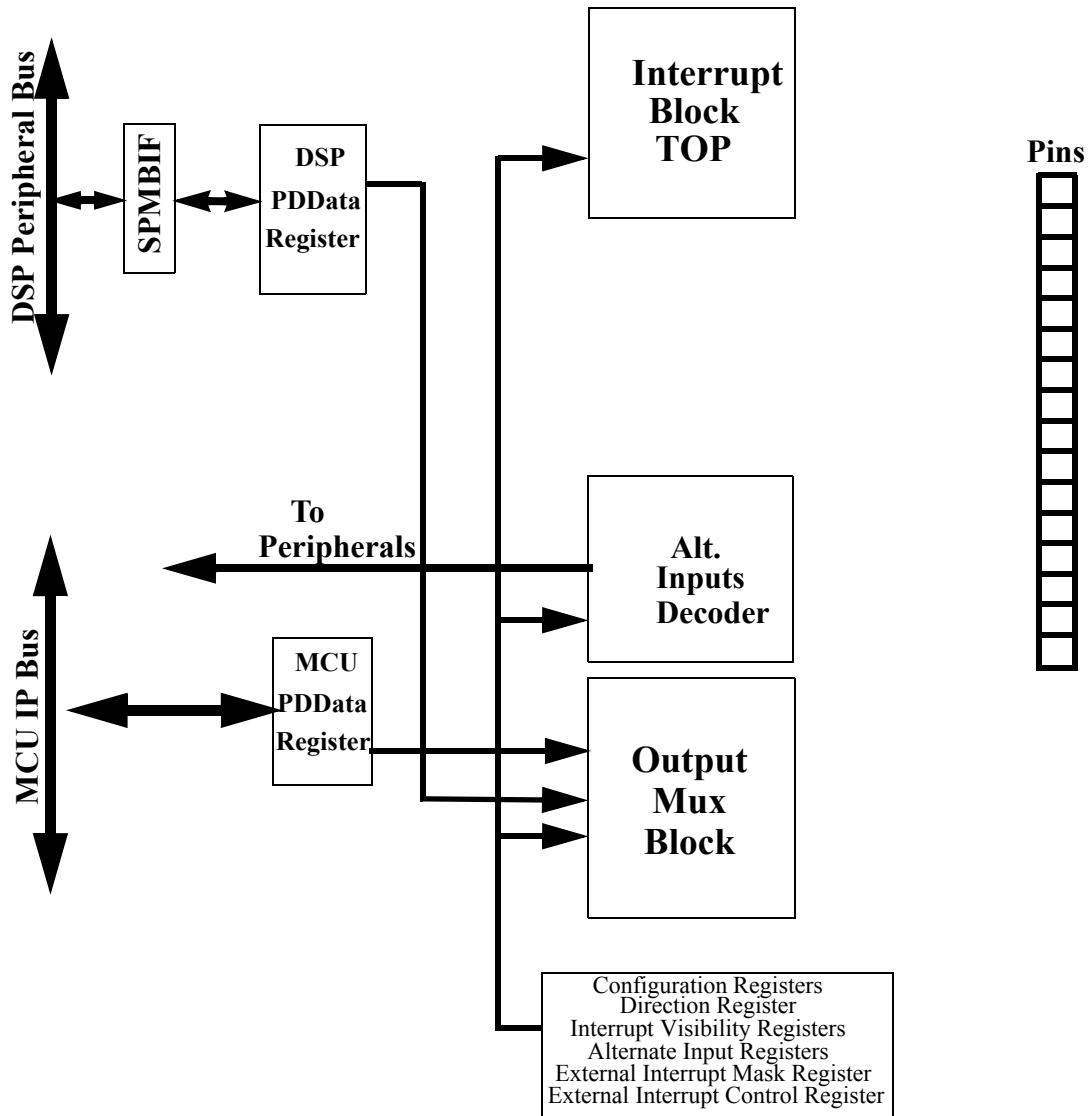 DSP Peripheral Bus
SPMBIF
DSP
PDData
Register
Interrupt
Block
TOP
Pins
To
Peripherals
Alt.
Inputs
Decoder
MCU IP Bus
MCU
PDData
Register
Output
Mux
Block
Configuration Registers
Direction Register
Interrupt Visibility Registers
Alternate Input Registers
External Interrupt Mask Register
External Interrupt Control Register